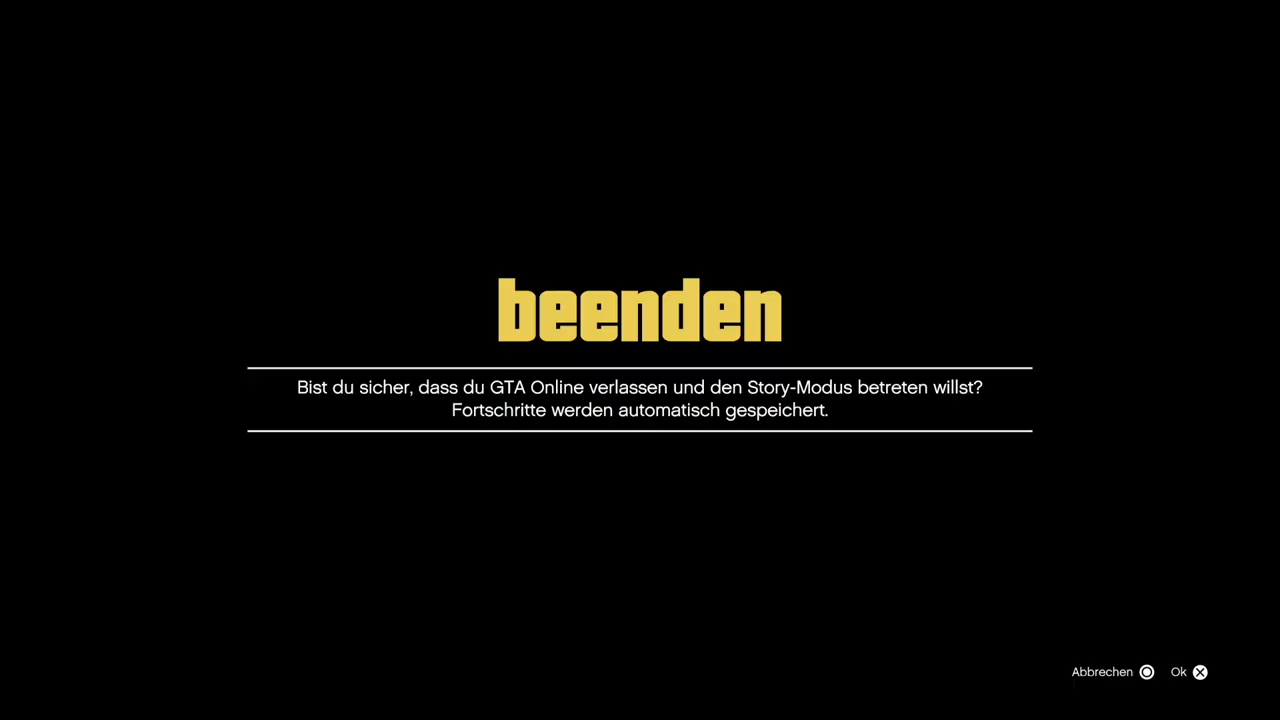 beenden
Bist du sicher, dass du GTA Online verlassen und den Story-Modus betreten willst?
Fortschritte werden automatisch gespeichert.
Abbrechen Ok